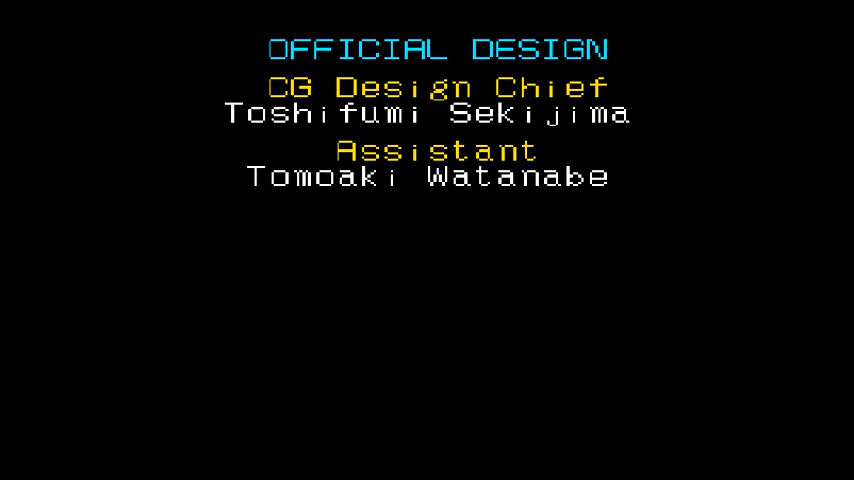 OFFICIAL DESIGN
CG Design Chief
Toshifumi Sekijima
Assistant
Tomoaki Watanabe